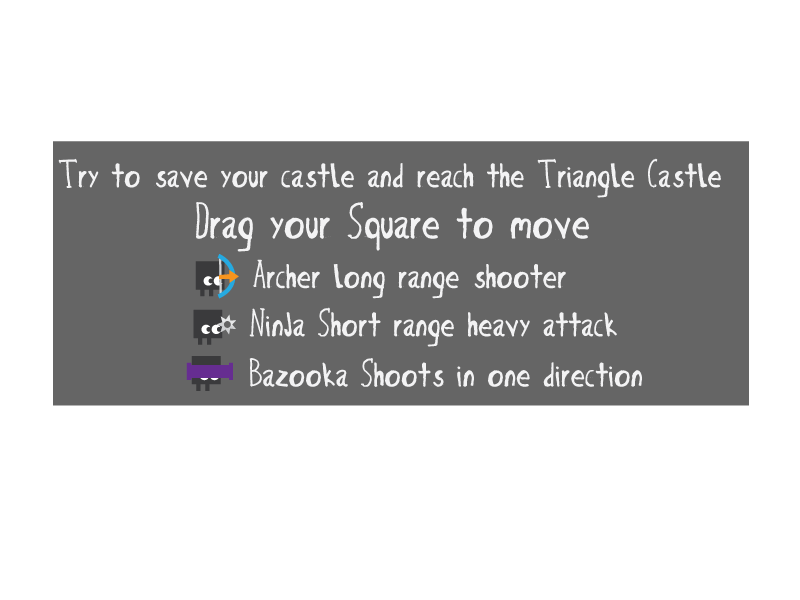 Try to save your castle and reach the Triangle Castle
Drag your Square to move
Archer long range shooter
Ninja Short range heavy attack
Bazooka Shoots in one direction